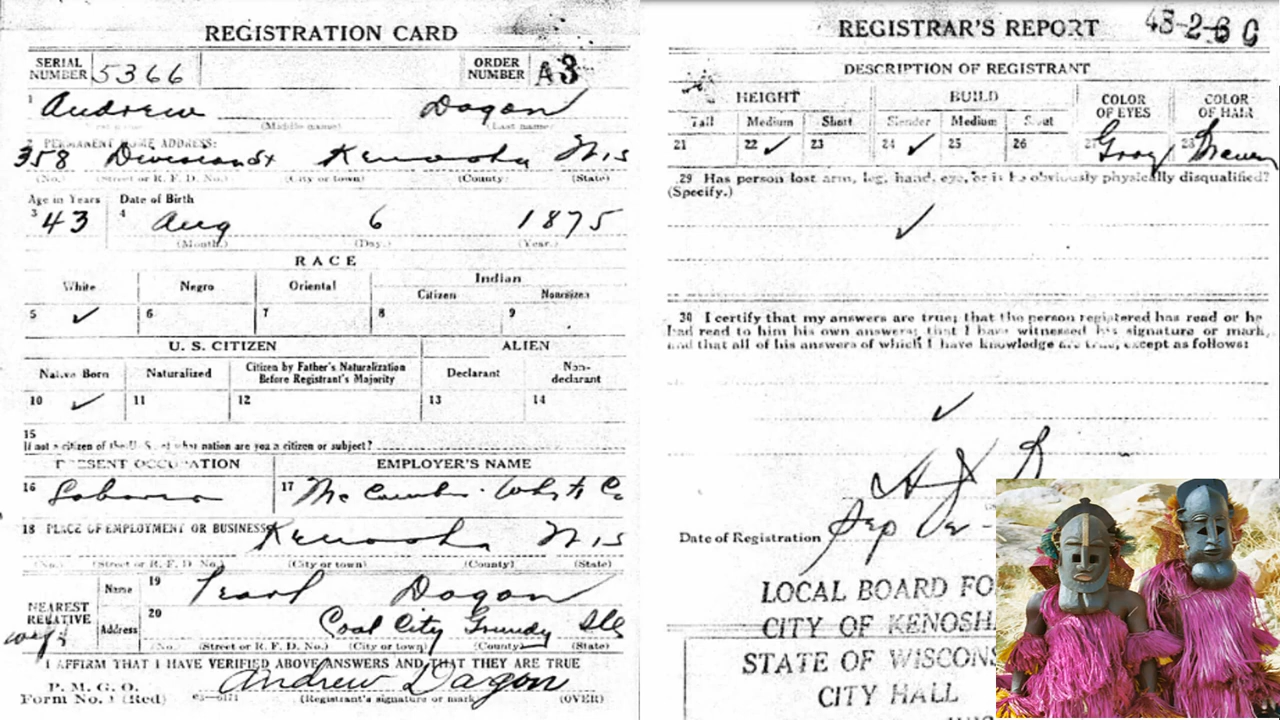 REGISTRATION CARD
SERIAL NUMBER 5366 ORDER NUMBER A3
1 Andrew Dagon
(Middle name) (Last name)
2 PERMANENT HOME ADDRESS:
358 Division St Kenosha Wis
(No.) (Street or R. F. D. No.) (City or town) (County) (State)
Age in Years Date of Birth
3 43 4 Aug 6 1875
(Month.) (Day.) (Year.)
RACE
White Negro Oriental Indian
Citizen Noncitizen
5 ✓ 6 7 8 9
U. S. CITIZEN ALIEN
Native Born Naturalized Citizen by Father's Naturalization Before Registrant's Majority Declarant Non-declarant
10 ✓ 11 12 13 14
15
If not a citizen of the U. S., of what nation are you a citizen or subject?
PRESENT OCCUPATION EMPLOYER'S NAME
16 Laborer 17 Mc Cumber White Co
18 PLACE OF EMPLOYMENT OR BUSINESS
Kenosha Wis
(No.) (Street or R. F. D. No.) (City or town) (County) (State)
NEAREST RELATIVE Name 19 Pearl Dagon
wife Address 20 Coal City Grundy Ill
(No.) (Street or R. F. D. No.) (City or town) (County) (State)
I AFFIRM THAT I HAVE VERIFIED ABOVE ANSWERS AND THAT THEY ARE TRUE
P. M. G. O.
Form No. 1 (Red) Andrew Dagon
(Registrant's signature or mark) (OVER)
REGISTRAR'S REPORT 48-2-6 C
DESCRIPTION OF REGISTRANT
HEIGHT BUILD COLOR OF EYES COLOR OF HAIR
Tall Medium Short Slender Medium Stout
21 22 ✓ 23 24 ✓ 25 26 27 Gray 28 Brown
29 Has person lost arm, leg, hand, eye, or is he obviously physically disqualified?
(Specify.)
✓
30 I certify that my answers are true; that the person registered has read or he
had read to him his own answers; that I have witnessed his signature or mark,
and that all of his answers of which I have knowledge are true, except as follows:
✓
Date of Registration Sep
LOCAL BOARD FO
CITY OF KENOSH
STATE OF WISCONS
CITY HALL